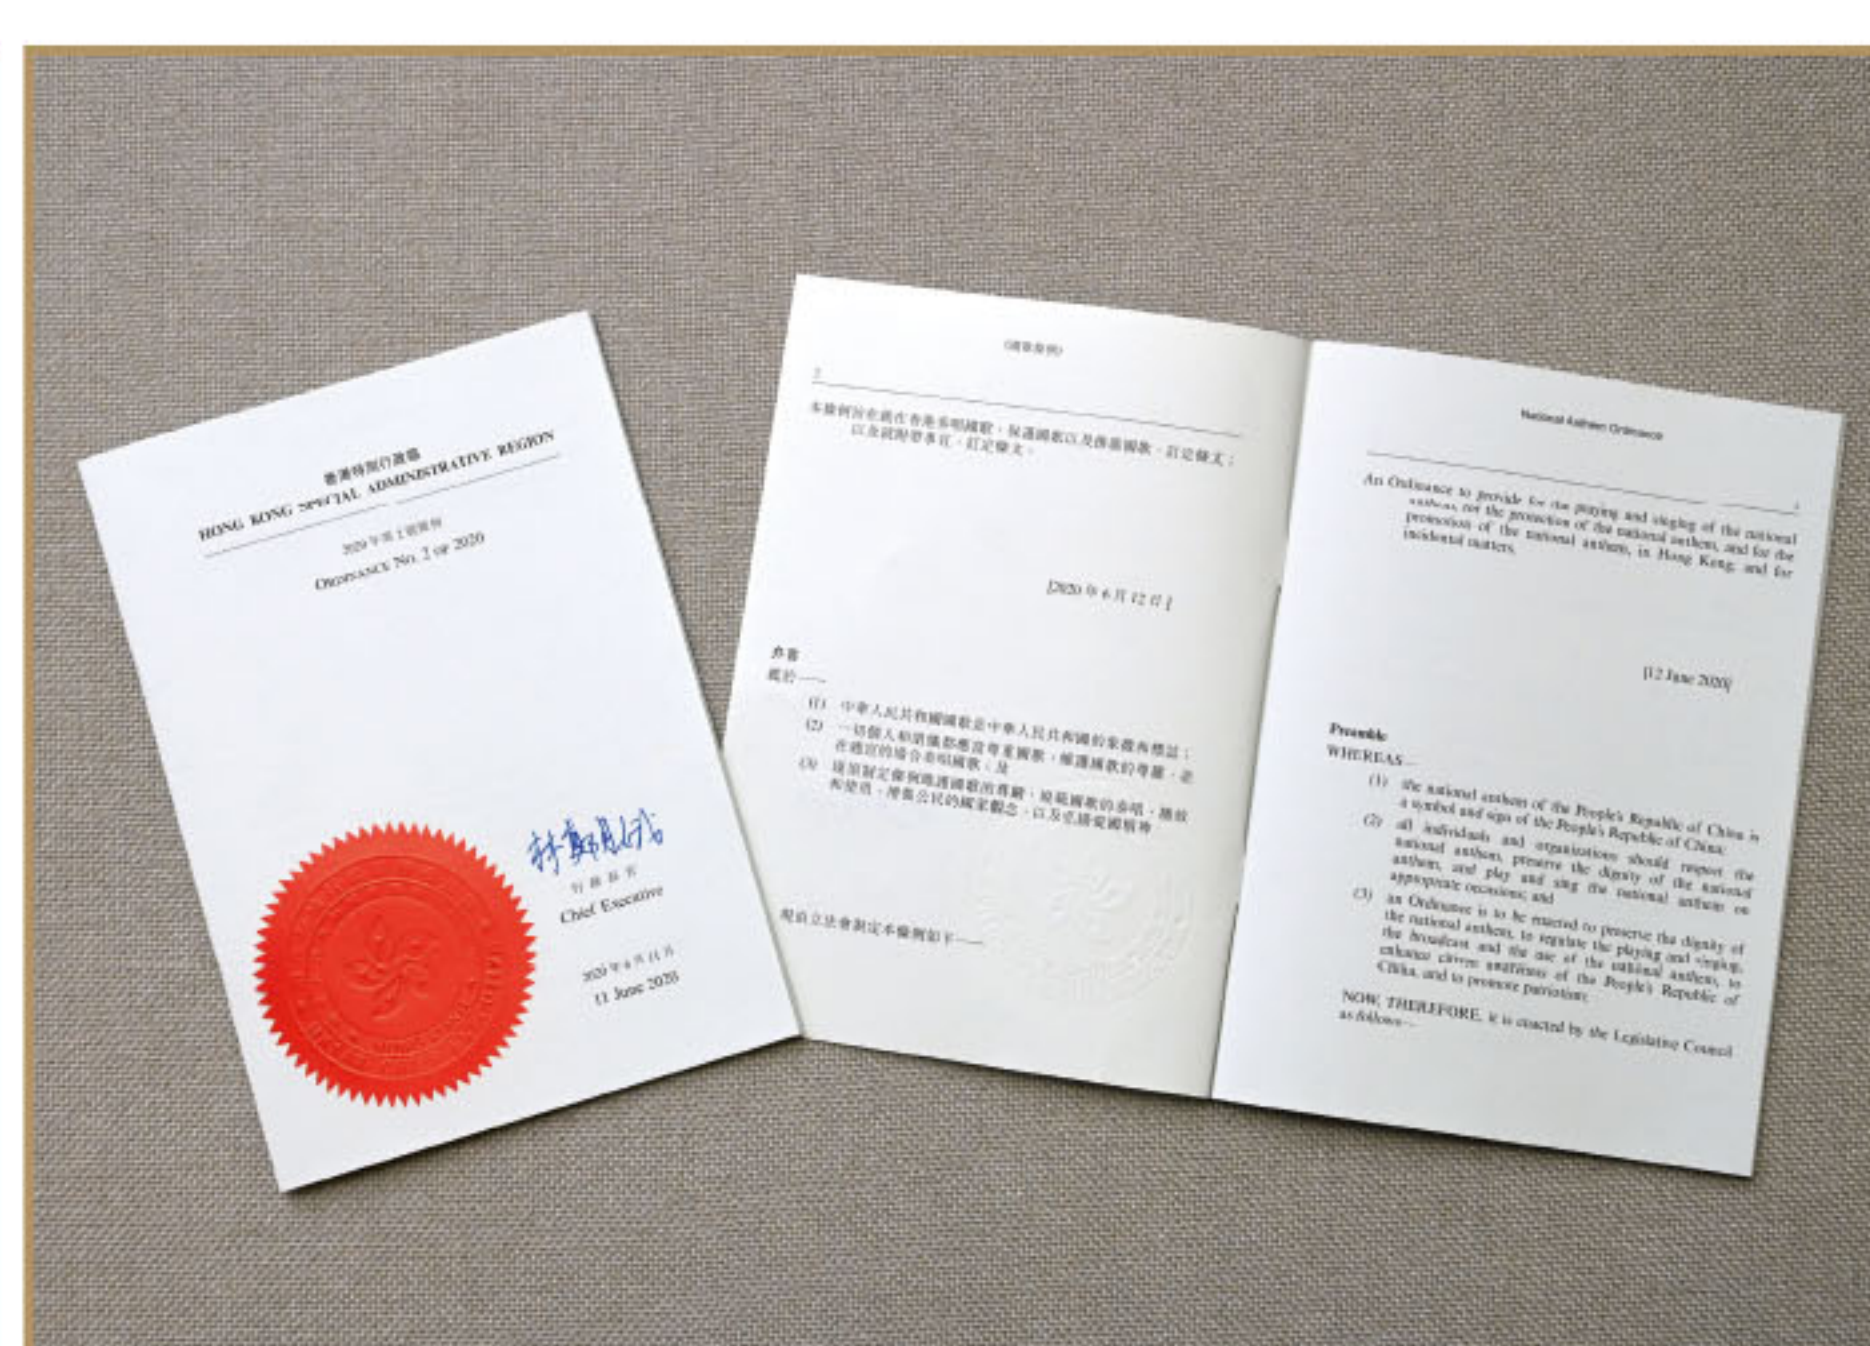 香港特別行政區
HONG KONG SPECIAL ADMINISTRATIVE REGION
2020 年第 2 號條例
ORDINANCE NO. 2 OF 2020
林鄭月娥
行政長官
Chief Executive
2020 年 6 月 11 日
11 June 2020
《國歌條例》
2
本條例旨在就在香港奏唱國歌、保護國歌以及推廣國歌，訂定條文；
以及就附帶事宜，訂定條文。
[2020 年 6 月 12 日]
弁言
鑑於——
(1) 中華人民共和國國歌是中華人民共和國的象徵和標誌；
(2) 一切個人和組織都應當尊重國歌，維護國歌的尊嚴，並
在適宜的場合奏唱國歌；及
(3) 現須制定條例維護國歌的尊嚴，規範國歌的奏唱、播放
和使用，增強公民的國家觀念，以及弘揚愛國精神：
現由立法會制定本條例如下——
National Anthem Ordinance
An Ordinance to provide for the playing and singing of the national
anthem, for the protection of the national anthem, and for the
promotion of the national anthem, in Hong Kong, and for
incidental matters.
[12 June 2020]
Preamble
WHEREAS—
(1) the national anthem of the People's Republic of China is
a symbol and sign of the People's Republic of China;
(2) all individuals and organizations should respect the
national anthem, preserve the dignity of the national
anthem, and play and sing the national anthem on
appropriate occasions; and
(3) an Ordinance is to be enacted to preserve the dignity of
the national anthem, to regulate the playing and singing,
the broadcast and the use of the national anthem, to
enhance citizen awareness of the People's Republic of
China, and to promote patriotism:
NOW, THEREFORE, it is enacted by the Legislative Council
as follows—